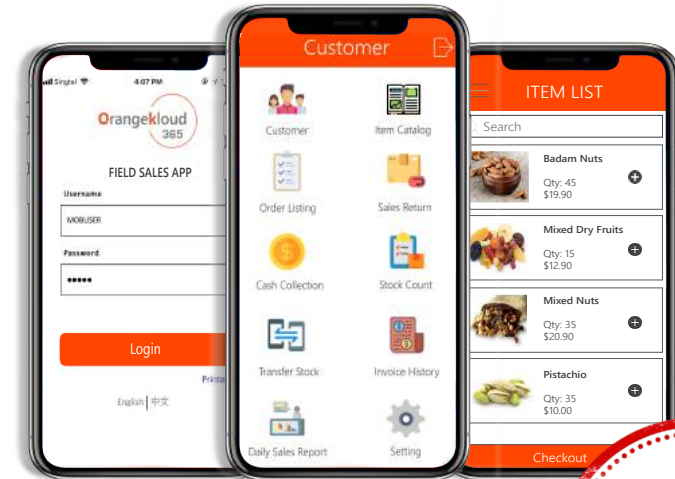 Singtel
4:07 PM
Orangekloud
365
FIELD SALES APP
Username
MOBUSER
Password
Login
English | 中文
Customer
Customer
Item Catalog
Order Listing
Sales Return
Cash Collection
Stock Count
Transfer Stock
Invoice History
Daily Sales Report
Setting
ITEM LIST
Search
Badam Nuts
Qty: 45
$19.90
Mixed Dry Fruits
Qty: 15
$12.90
Mixed Nuts
Qty: 35
$20.90
Pistachio
Qty: 35
$10.00
Checkout